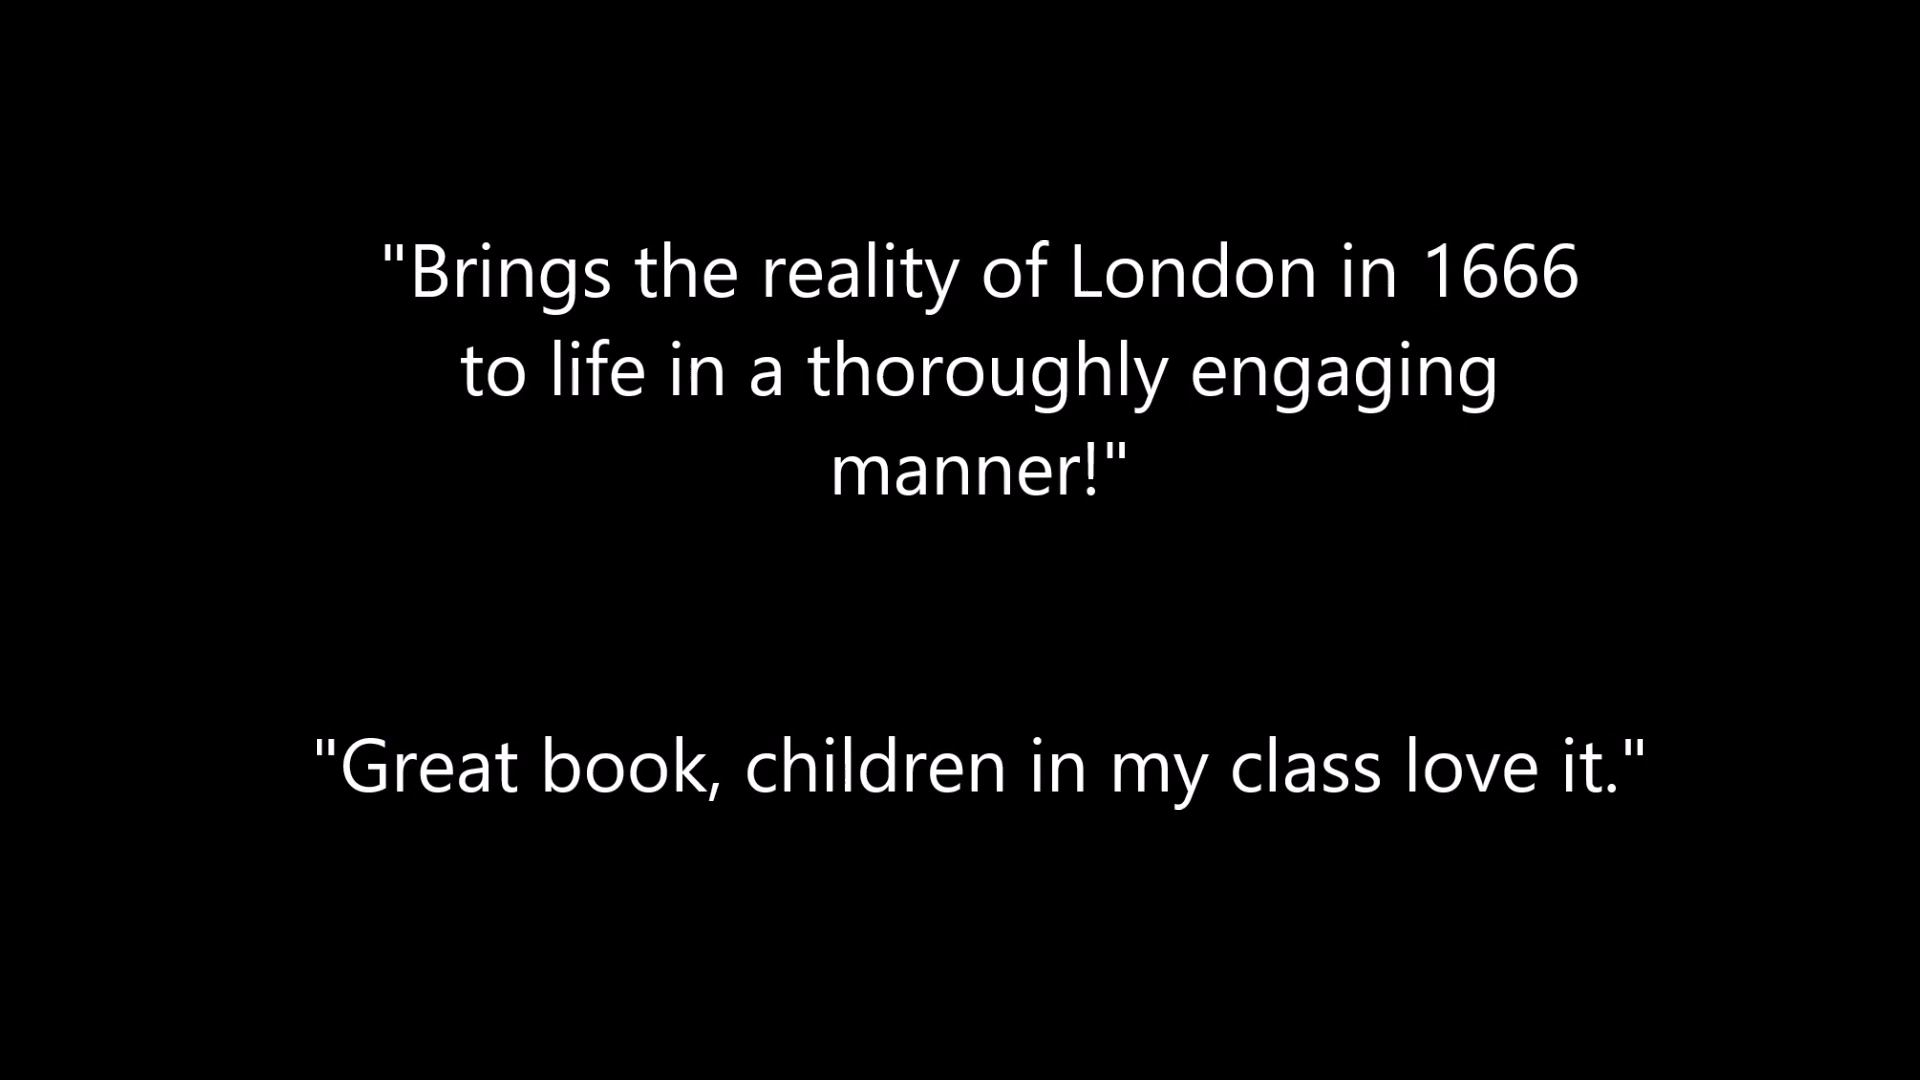 "Brings the reality of London in 1666
to life in a thoroughly engaging
manner!"
"Great book, children in my class love it."